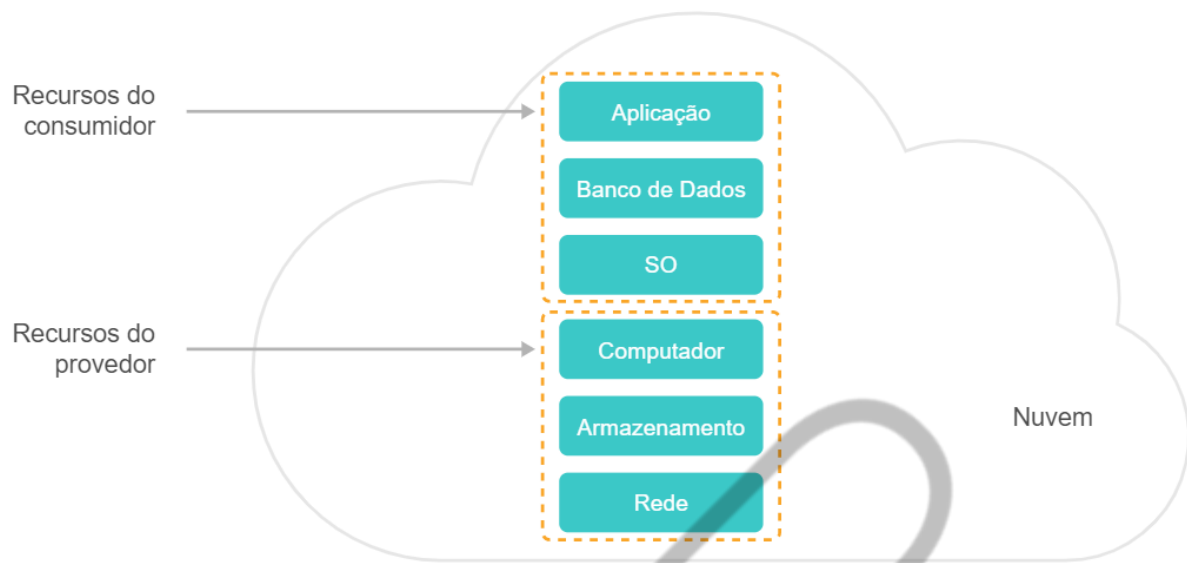 Recursos do
consumidor
Aplicação
Banco de Dados
SO
Recursos do
provedor
Computador
Armazenamento
Rede
Nuvem